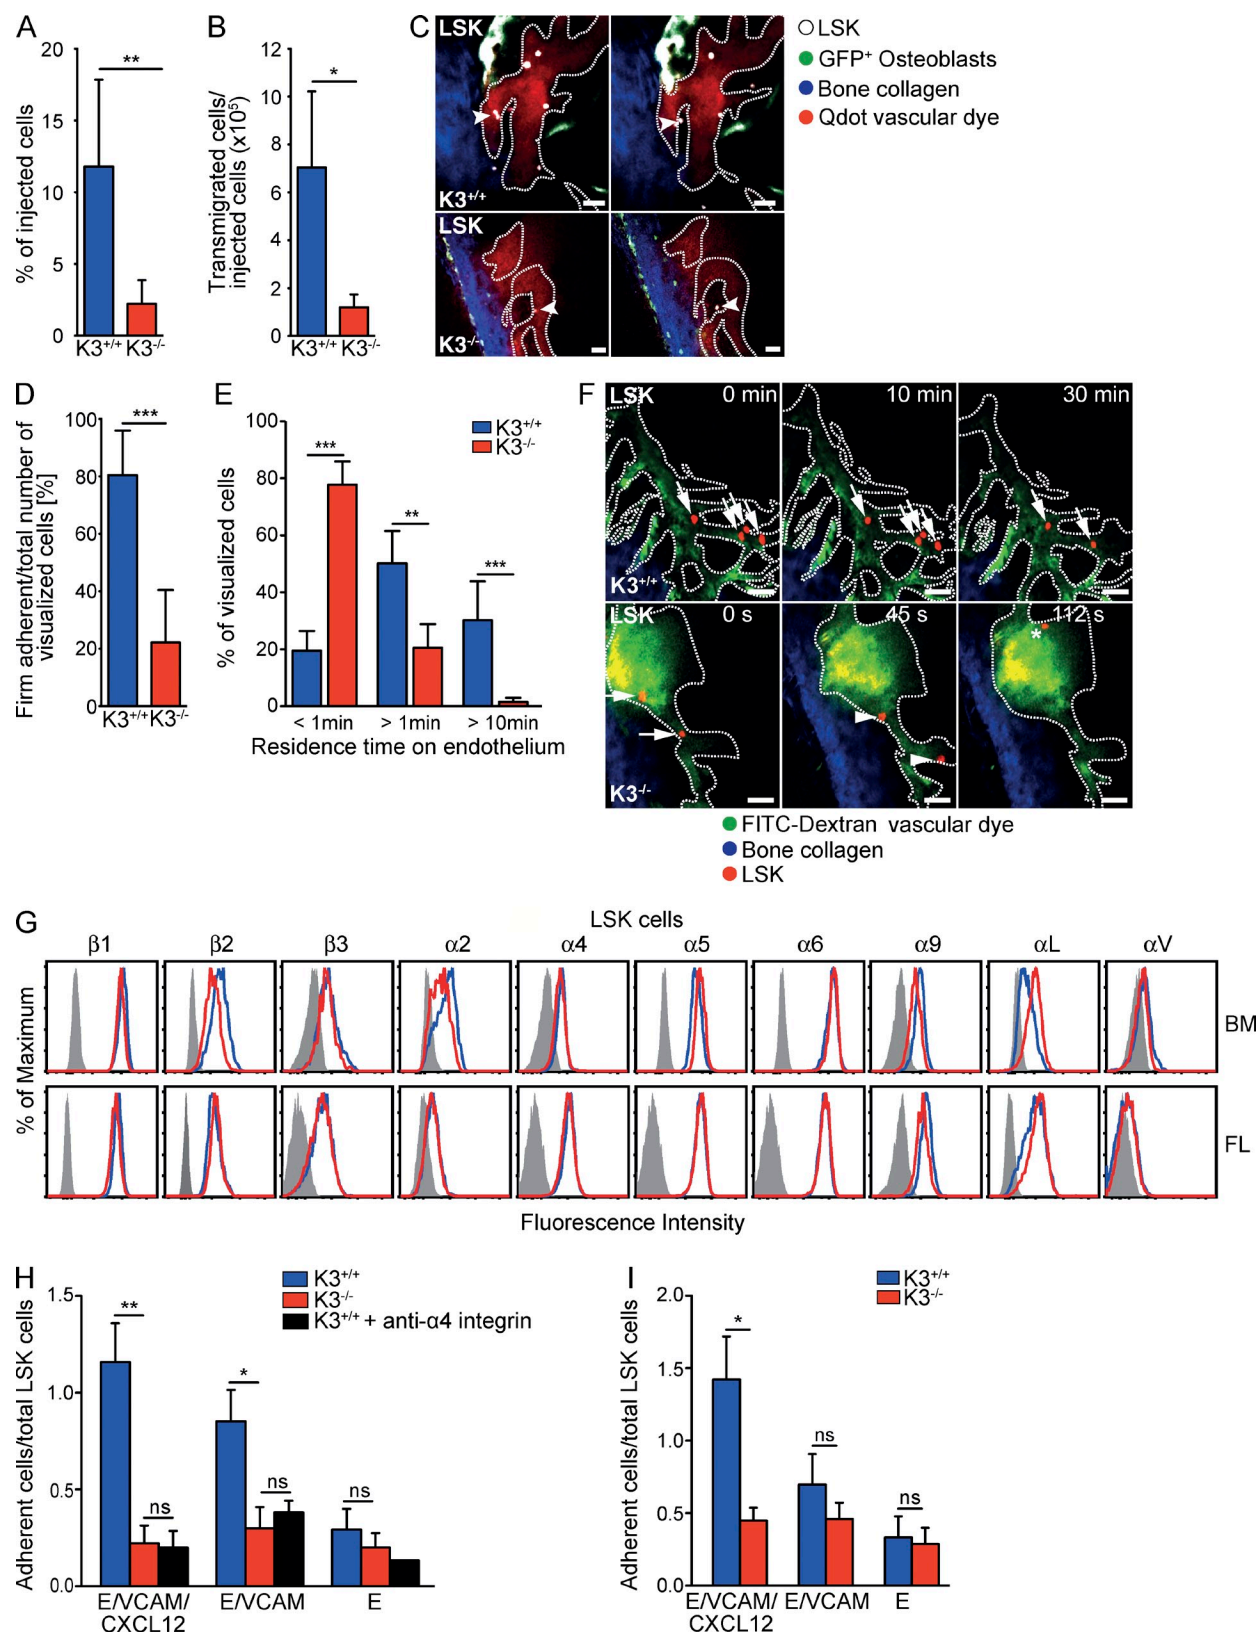 A
% of injected cells
20
15
10
5
0
**
K3+/+ K3-/-
B
Transmigrated cells/
injected cells (x10⁵)
12
10
8
6
4
2
0
*
K3+/+ K3-/-
C
LSK
K3+/+
LSK
K3-/-
LSK
GFP+ Osteoblasts
Bone collagen
Qdot vascular dye
D
Firm adherent/total number of
visualized cells [%]
100
80
60
40
20
0
***
K3+/+ K3-/-
E
% of visualized cells
100
80
60
40
20
0
***
**
***
K3+/+
K3-/-
< 1min
> 1min
> 10min
Residence time on endothelium
F
LSK
0 min
10 min
30 min
K3+/+
LSK
0 s
45 s
112 s
*
K3-/-
FITC-Dextran vascular dye
Bone collagen
LSK
G
LSK cells
β1 β2 β3 α2 α4 α5 α6 α9 αL αV
% of Maximum
BM
FL
Fluorescence Intensity
H
Adherent cells/total LSK cells
1.5
1.0
0.5
0.0
K3+/+
K3-/-
K3+/+ + anti-α4 integrin
**
ns
*
ns
ns
E/VCAM/
CXCL12
E/VCAM
E
I
Adherent cells/total LSK cells
2.0
1.5
1.0
0.5
0.0
K3+/+
K3-/-
*
ns
ns
E/VCAM/
CXCL12
E/VCAM
E